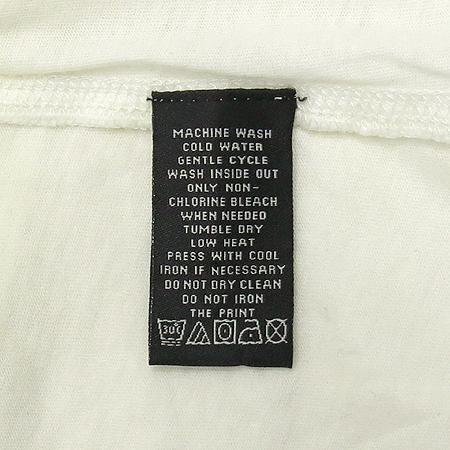 MACHINE WASH
COLD WATER
GENTLE CYCLE
WASH INSIDE OUT
ONLY NON-
CHLORINE BLEACH
WHEN NEEDED
TUMBLE DRY
LOW HEAT
PRESS WITH COOL
IRON IF NECESSARY
DO NOT DRY CLEAN
DO NOT IRON
THE PRINT
30C